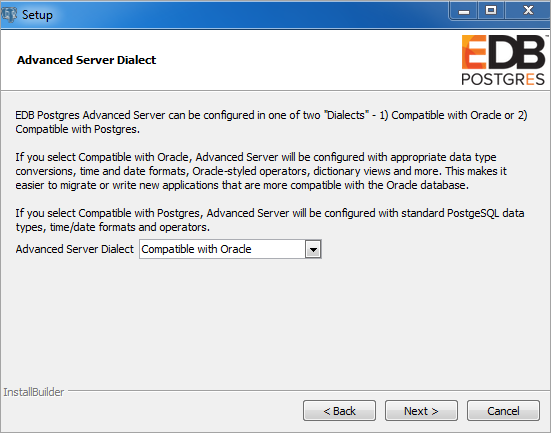 Setup
Advanced Server Dialect
EDB
POSTGRES
EDB Postgres Advanced Server can be configured in one of two "Dialects" - 1) Compatible with Oracle or 2)
Compatible with Postgres.
If you select Compatible with Oracle, Advanced Server will be configured with appropriate data type
conversions, time and date formats, Oracle-styled operators, dictionary views and more. This makes it
easier to migrate or write new applications that are more compatible with the Oracle database.
If you select Compatible with Postgres, Advanced Server will be configured with standard PostgeSQL data
types, time/date formats and operators.
Advanced Server Dialect Compatible with Oracle
InstallBuilder
< Back Next > Cancel